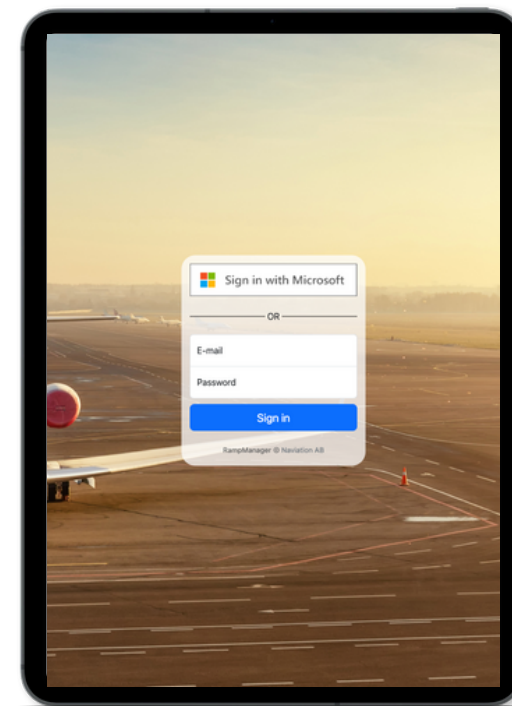 Sign in with Microsoft
OR
E-mail
Password
Sign in
RampManager @ Naviation AB